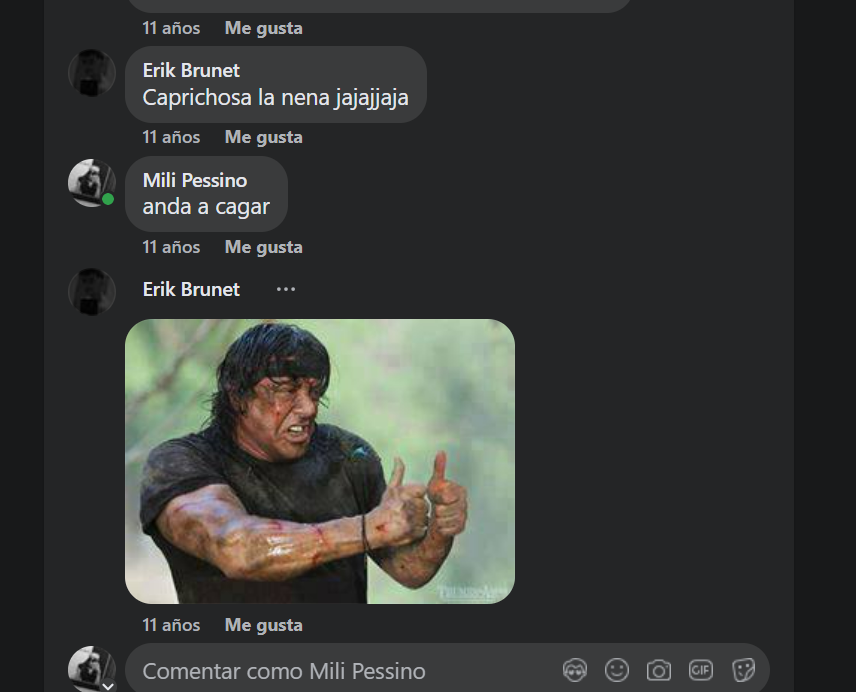 11 años Me gusta
Erik Brunet
Caprichosa la nena jajajjaja
11 años Me gusta
Mili Pessino
anda a cagar
11 años Me gusta
Erik Brunet ...
11 años Me gusta
Comentar como Mili Pessino
GIF